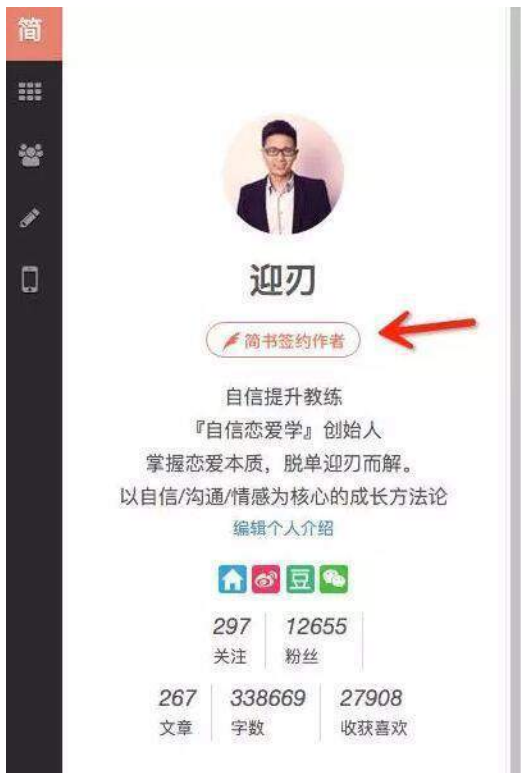 简
迎刃
简书签约作者
自信提升教练
『自信恋爱学』创始人
掌握恋爱本质，脱单迎刃而解。
以自信/沟通/情感为核心的成长方法论
编辑个人介绍
豆
297 12655
关注 粉丝
267 338669 27908
文章 字数 收获喜欢